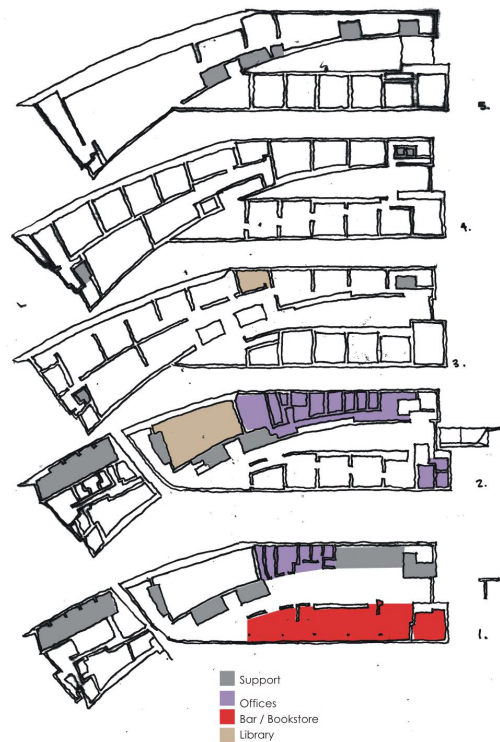 5.
4.
3.
2.
1.
Support
Offices
Bar / Bookstore
Library